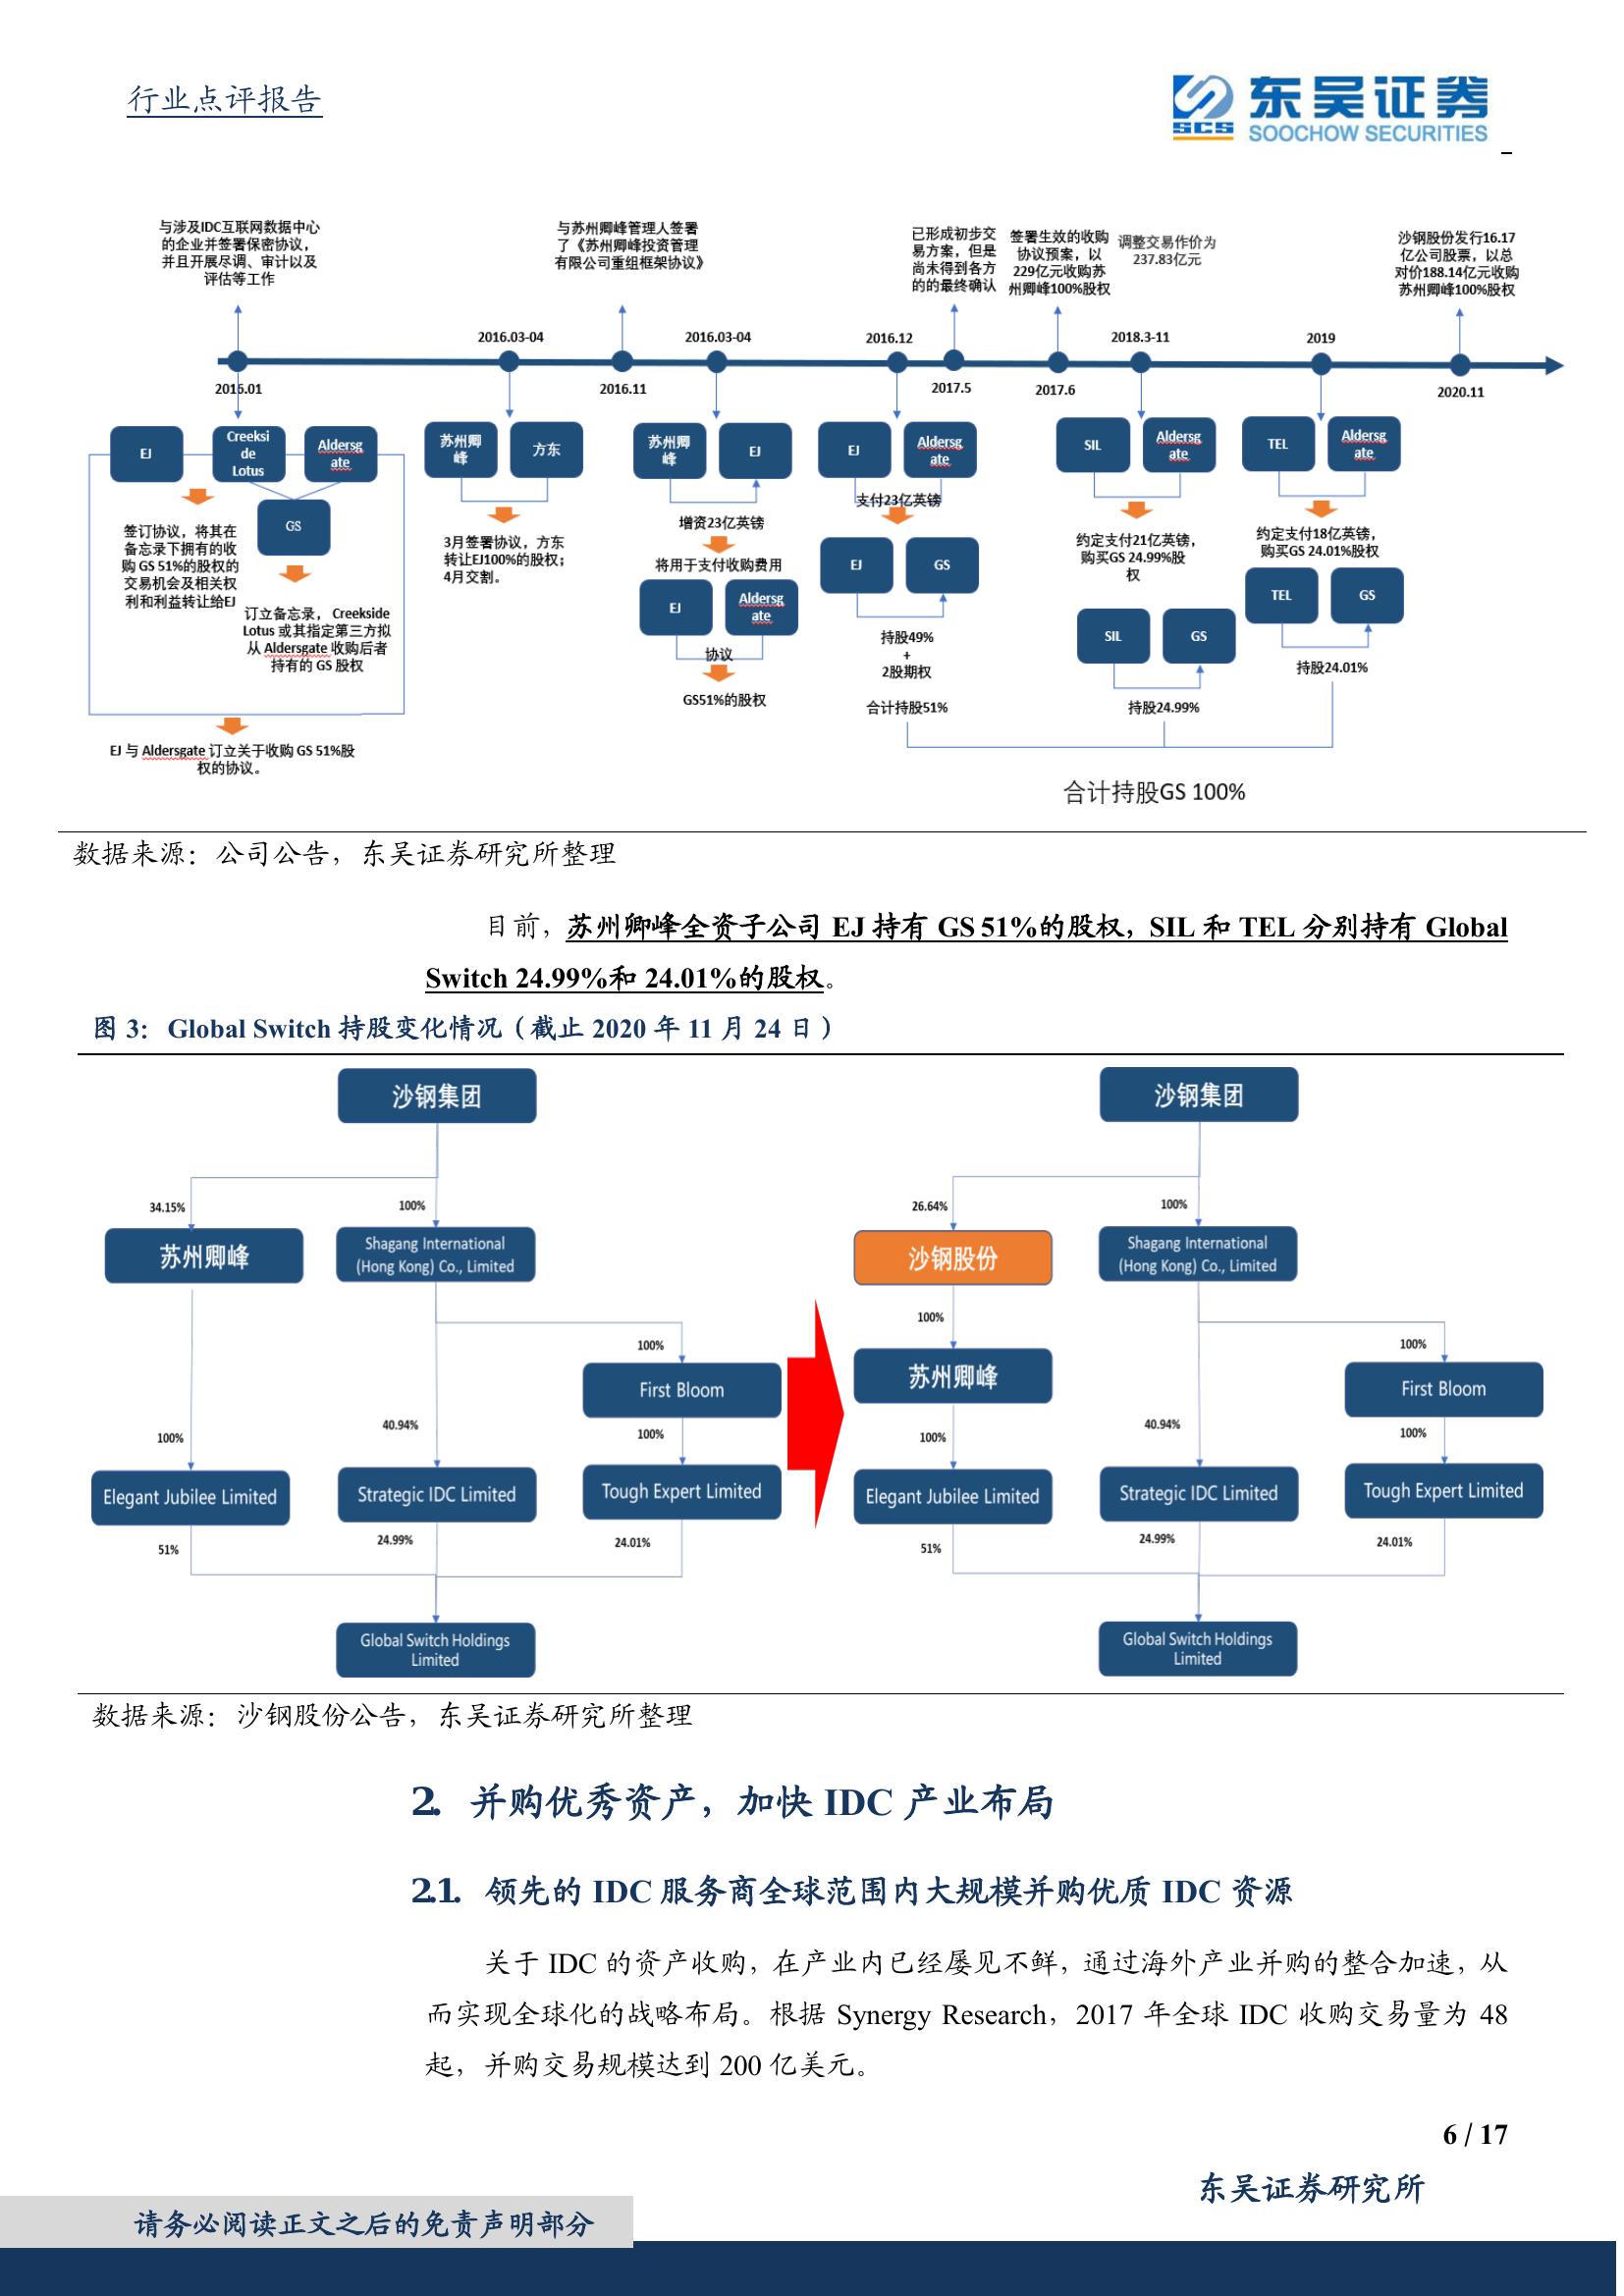 行业点评报告
SCS
东吴证券
SOOCHOW SECURITIES
与涉及IDC互联网数据中心
的企业并签署保密协议，
并且开展尽调、审计以及
评估等工作
与苏州卿峰管理人签署
了《苏州卿峰投资管理
有限公司重组框架协议》
已形成初步交
易方案，但是
尚未得到各方
的的最终确认
签署生效的收购
协议预案，以
229亿元收购苏
州卿峰100%股权
调整交易作价为
237.83亿元
沙钢股份发行16.17
亿公司股票，以总
对价188.14亿元收购
苏州卿峰100%股权
2016.03-04
2016.03-04
2016.12
2018.3-11
2019
2016.01
2016.11
2017.5
2017.6
2020.11
EJ
Creeksi
de
Lotus
Aldersg
ate
GS
签订协议，将其在
备忘录下拥有的收
购 GS 51%的股权的
交易机会及相关权
利和利益转让给EJ
订立备忘录， Creekside
Lotus 或其指定第三方拟
从 Aldersgate 收购后者
持有的 GS 股权
EJ 与 Aldersgate 订立关于收购 GS 51%股
权的协议。
苏州卿
峰
方东
3月签署协议，方东
转让EJ100%的股权；
4月交割。
苏州卿
峰
EJ
增资23亿英镑
将用于支付收购费用
EJ
Aldersg
ate
协议
GS51%的股权
EJ
Aldersg
ate
支付23亿英镑
EJ
GS
持股49%
+
2股期权
合计持股51%
SIL
Aldersg
ate
约定支付21亿英镑，
购买GS 24.99%股
权
SIL
GS
持股24.99%
TEL
Aldersg
ate
约定支付18亿英镑，
购买GS 24.01%股权
TEL
GS
持股24.01%
合计持股GS 100%
数据来源：公司公告，东吴证券研究所整理
目前，苏州卿峰全资子公司 EJ 持有 GS 51%的股权，SIL 和 TEL 分别持有 Global
Switch 24.99%和 24.01%的股权。
图 3：Global Switch 持股变化情况（截止 2020 年 11 月 24 日）
沙钢集团
34.15%
100%
苏州卿峰
Shagang International
(Hong Kong) Co., Limited
100%
First Bloom
100%
40.94%
100%
Elegant Jubilee Limited
Strategic IDC Limited
Tough Expert Limited
51%
24.99%
24.01%
Global Switch Holdings
Limited
沙钢集团
26.64%
100%
沙钢股份
Shagang International
(Hong Kong) Co., Limited
100%
100%
苏州卿峰
First Bloom
100%
40.94%
100%
Elegant Jubilee Limited
Strategic IDC Limited
Tough Expert Limited
51%
24.99%
24.01%
Global Switch Holdings
Limited
数据来源：沙钢股份公告，东吴证券研究所整理
2. 并购优秀资产，加快 IDC 产业布局
2.1. 领先的 IDC 服务商全球范围内大规模并购优质 IDC 资源
关于 IDC 的资产收购，在产业内已经屡见不鲜，通过海外产业并购的整合加速，从
而实现全球化的战略布局。根据 Synergy Research，2017 年全球 IDC 收购交易量为 48
起，并购交易规模达到 200 亿美元。
6 / 17
东吴证券研究所
请务必阅读正文之后的免责声明部分